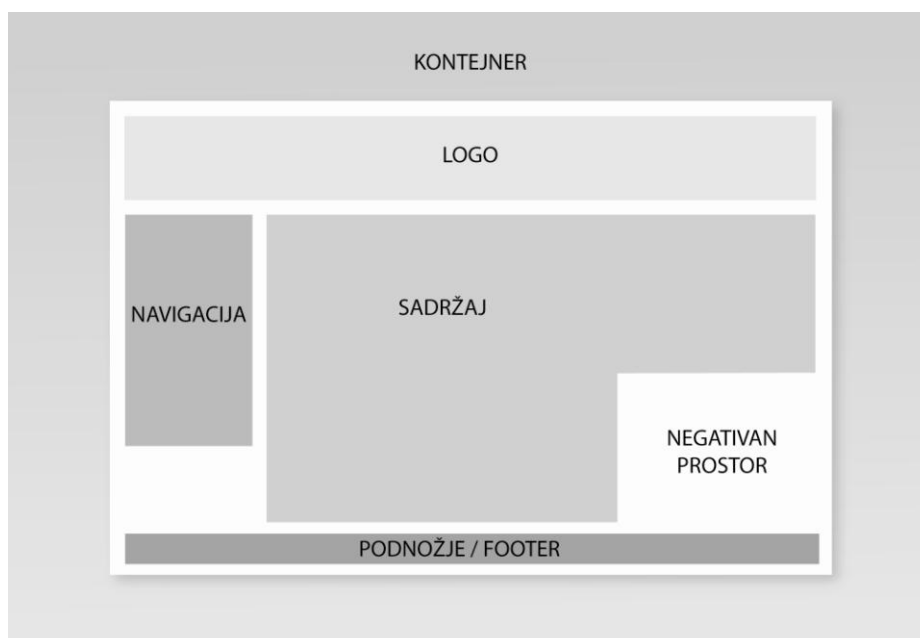 KONTEJNER
LOGO
NAVIGACIJA
SADRŽAJ
NEGATIVAN
PROSTOR
PODNOŽJE / FOOTER